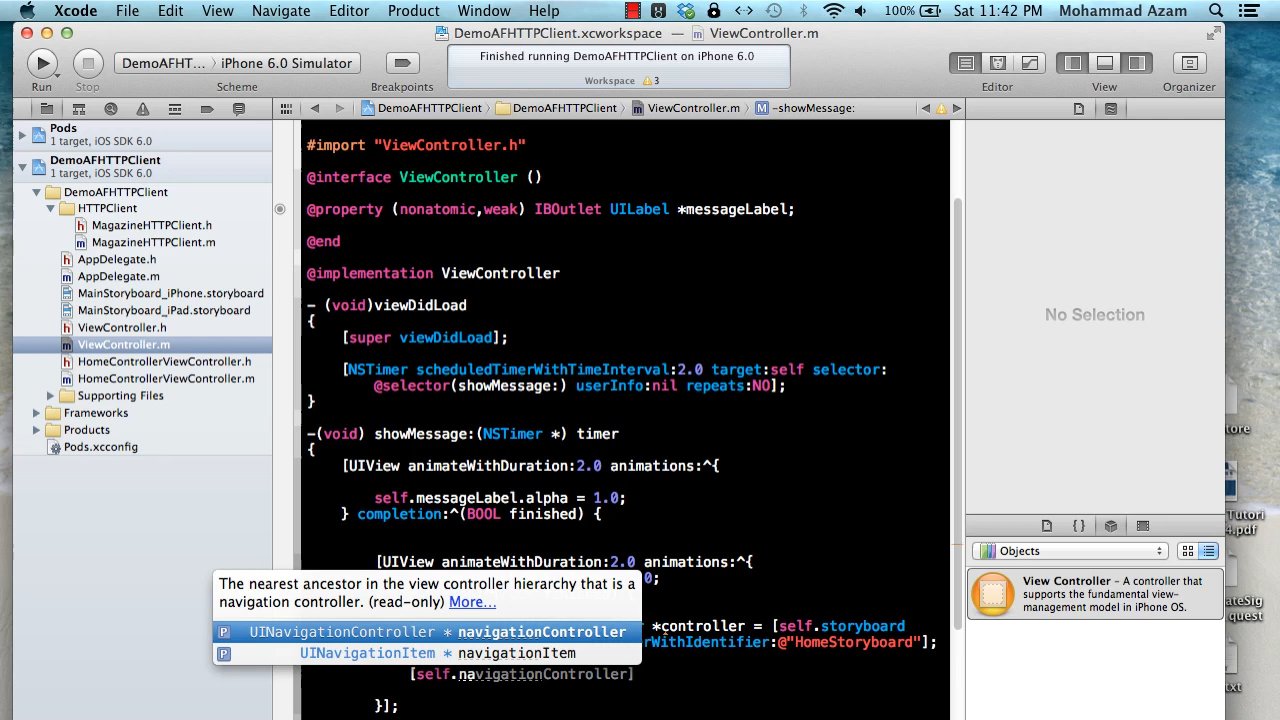 Xcode File Edit View Navigate Editor Product Window Help 100% Sat 11:42 PM Mohammad Azam
DemoAFHTTPClient.xcworkspace — ViewController.m
DemoAFHT... iPhone 6.0 Simulator
Finished running DemoAFHTTPClient on iPhone 6.0
Workspace 3
Run Stop Scheme Breakpoints Editor View Organizer
DemoAFHTTPClient DemoAFHTTPClient ViewController.m M -showMessage:
Pods
1 target, iOS SDK 6.0
DemoAFHTTPClient
1 target, iOS SDK 6.0
DemoAFHTTPClient
HTTPClient
h MagazineHTTPClient.h
m MagazineHTTPClient.m
h AppDelegate.h
m AppDelegate.m
MainStoryboard_iPhone.storyboard
MainStoryboard_iPad.storyboard
h ViewController.h
m ViewController.m
h HomeControllerViewController.h
m HomeControllerViewController.m
Supporting Files
Frameworks
Products
Pods.xcconfig
#import "ViewController.h"
@interface ViewController ()
@property (nonatomic,weak) IBOutlet UILabel *messageLabel;
@end
@implementation ViewController
- (void)viewDidLoad
{
[super viewDidLoad];
[NSTimer scheduledTimerWithTimeInterval:2.0 target:self selector:
@selector(showMessage:) userInfo:nil repeats:NO];
}
-(void) showMessage:(NSTimer *) timer
{
[UIView animateWithDuration:2.0 animations:^{
self.messageLabel.alpha = 1.0;
} completion:^(BOOL finished) {
[UIView animateWithDuration:2.0 animations:^{
0;
*controller = [self.storyboard
rWithIdentifier:@"HomeStoryboard"];
[self.navigationController]
}];
The nearest ancestor in the view controller hierarchy that is a
navigation controller. (read-only) More...
P UINavigationController * navigationController
P UINavigationItem * navigationItem
No Selection
{}
Objects
View Controller - A controller that
supports the fundamental view-
management model in iPhone OS.
tore
Tutori
4.pdf
ateSig
quest
txt